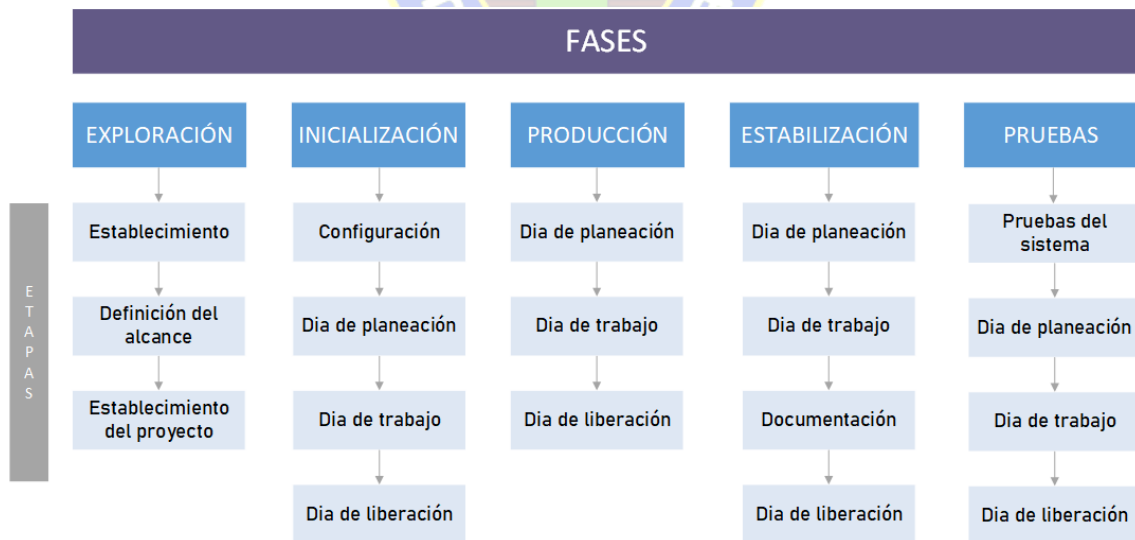 FASES
EXPLORACIÓN
INICIALIZACIÓN
PRODUCCIÓN
ESTABILIZACIÓN
PRUEBAS
ETAPAS
Establecimiento
Definición del
alcance
Establecimiento
del proyecto
Configuración
Dia de planeación
Dia de trabajo
Dia de liberación
Dia de planeación
Dia de trabajo
Dia de liberación
Dia de planeación
Dia de trabajo
Documentación
Dia de liberación
Pruebas del
sistema
Dia de planeación
Dia de trabajo
Dia de liberación